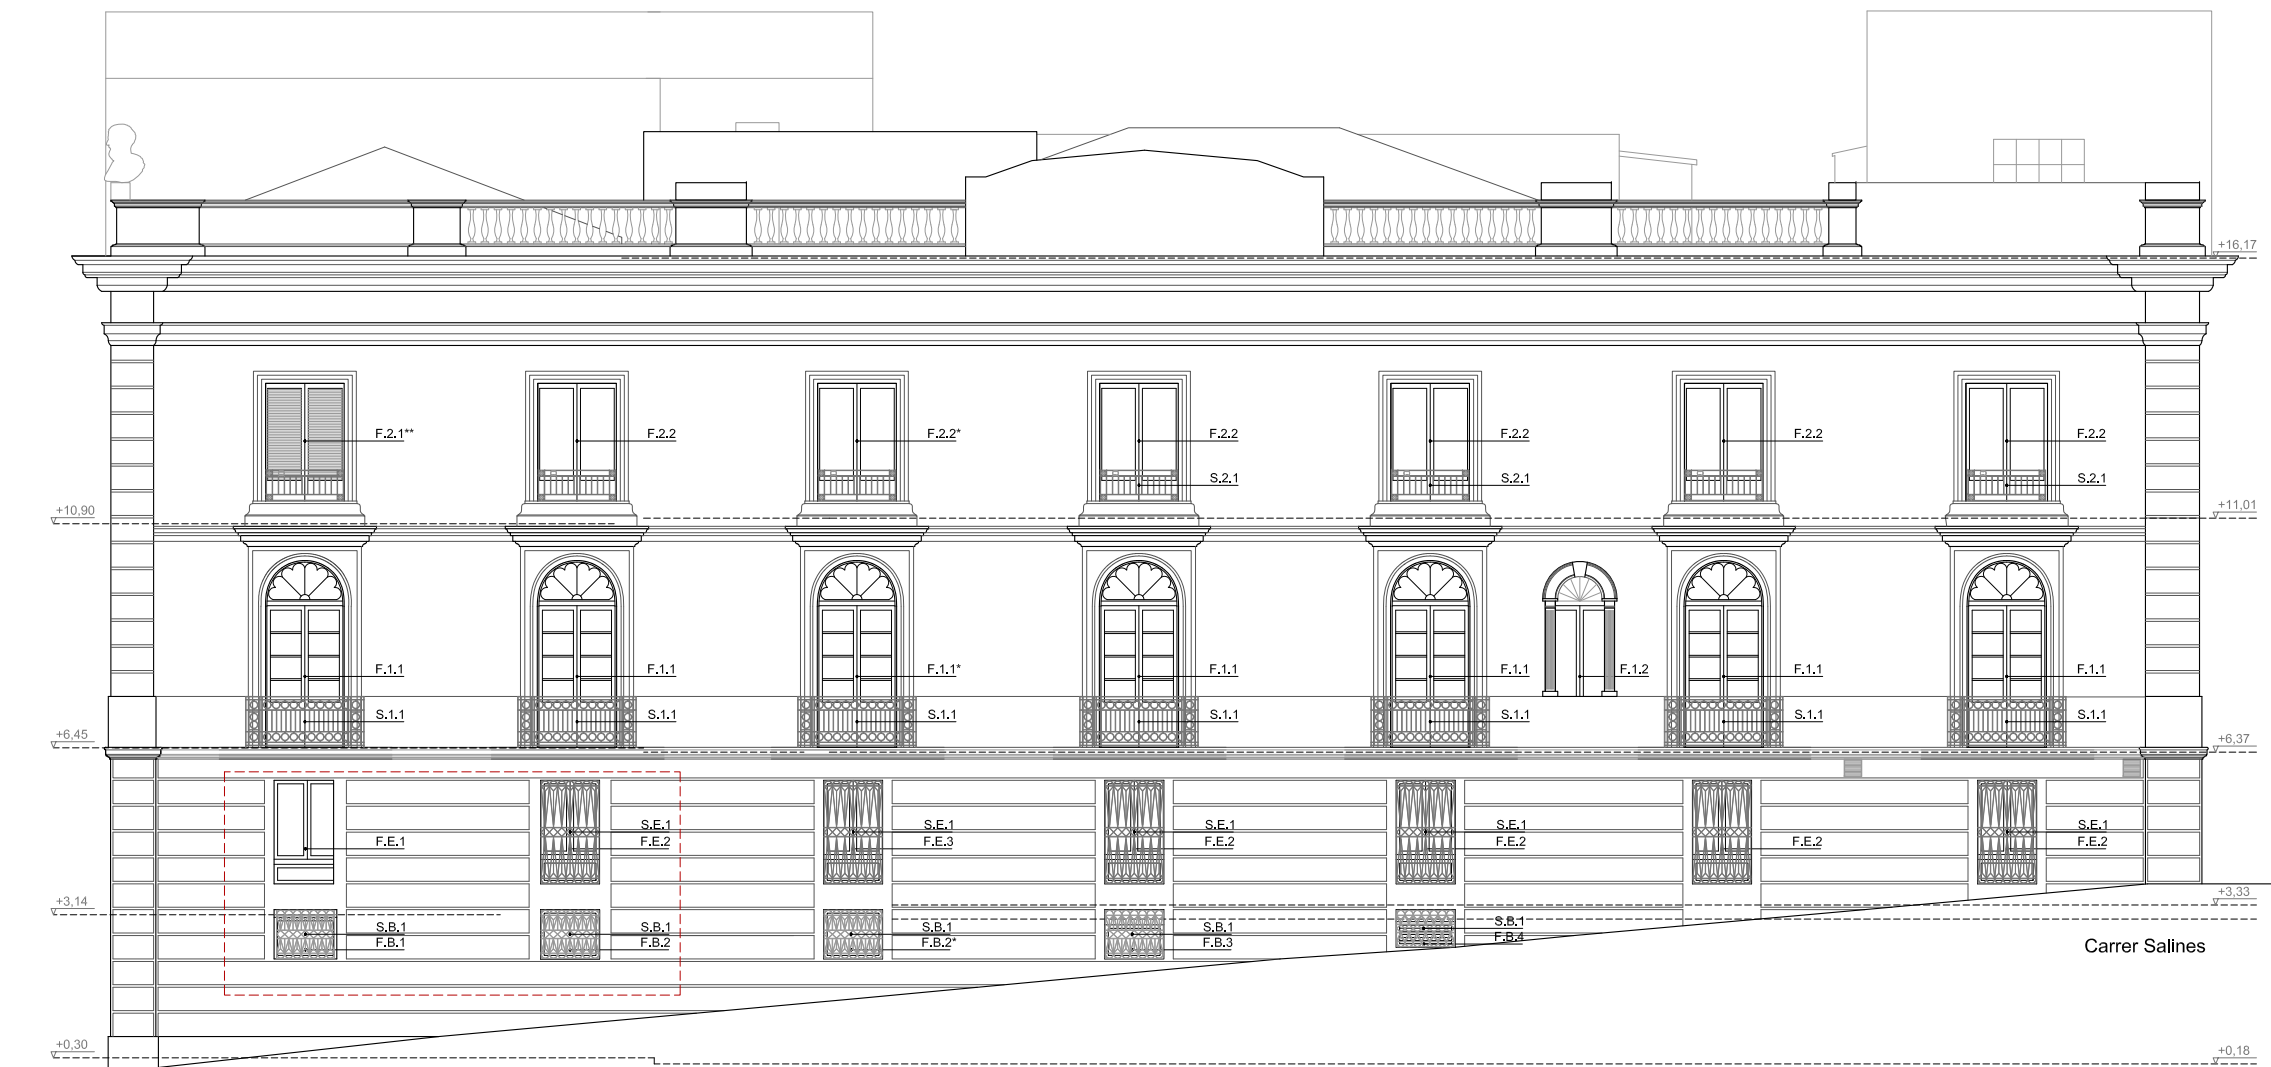 +16,17
F.2.1**
F.2.2
F.2.2*
F.2.2
F.2.2
F.2.2
F.2.2
S.2.1
S.2.1
S.2.1
+10,90
+11,01
F.1.1
F.1.1
F.1.1*
F.1.1
F.1.1
F.1.2
F.1.1
F.1.1
S.1.1
S.1.1
S.1.1
S.1.1
S.1.1
S.1.1
S.1.1
+6,45
+6,37
S.E.1
S.E.1
S.E.1
S.E.1
S.E.1
F.E.1
F.E.2
F.E.3
F.E.2
F.E.2
F.E.2
F.E.2
+3,14
+3,33
S.B.1
S.B.1
S.B.1
S.B.1
S.B.1
F.B.1
F.B.2
F.B.2*
F.B.3
F.B.4
Carrer Salines
+0,30
+0,18